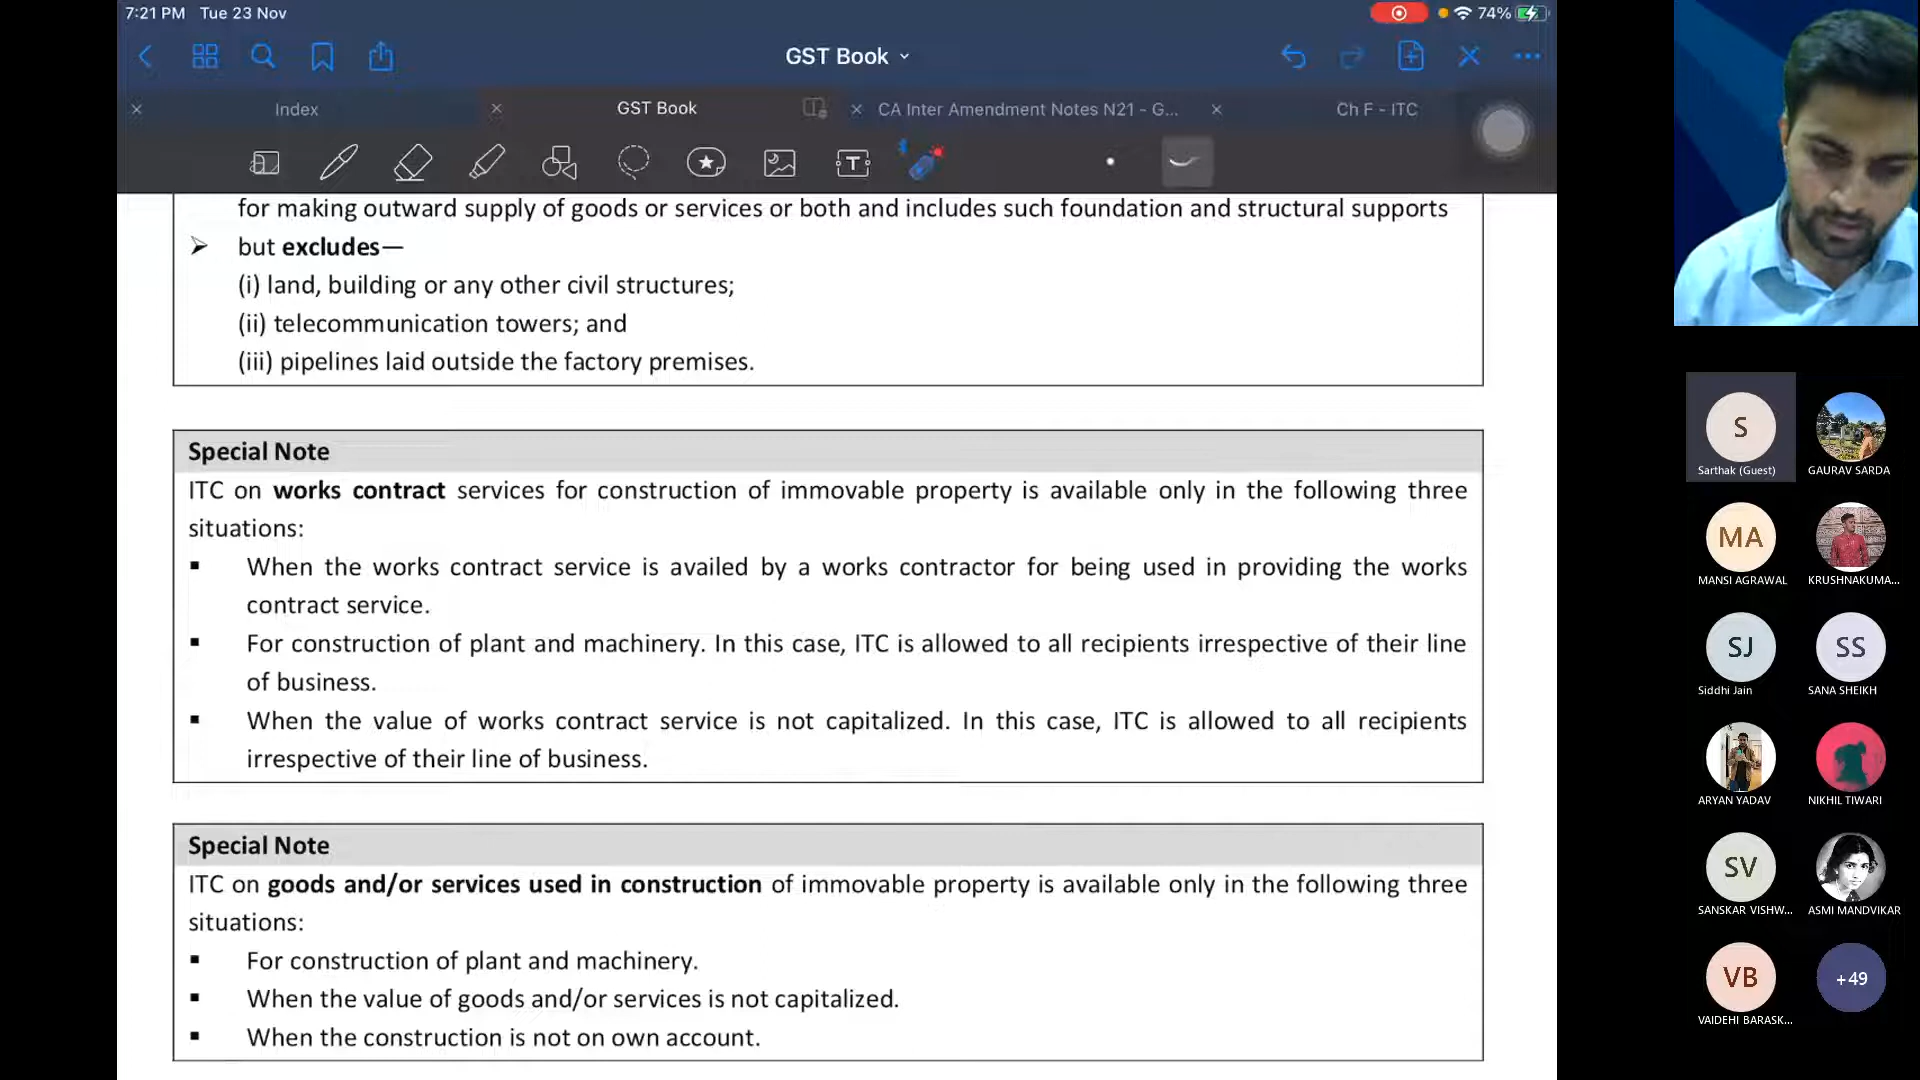 7:21 PM Tue 23 Nov
74%
GST Book
Index
GST Book
CA Inter Amendment Notes N21 - G...
Ch F - ITC
for making outward supply of goods or services or both and includes such foundation and structural supports
➢ but excludes—
(i) land, building or any other civil structures;
(ii) telecommunication towers; and
(iii) pipelines laid outside the factory premises.
Special Note
ITC on works contract services for construction of immovable property is available only in the following three
situations:
▪ When the works contract service is availed by a works contractor for being used in providing the works
contract service.
▪ For construction of plant and machinery. In this case, ITC is allowed to all recipients irrespective of their line
of business.
▪ When the value of works contract service is not capitalized. In this case, ITC is allowed to all recipients
irrespective of their line of business.
Special Note
ITC on goods and/or services used in construction of immovable property is available only in the following three
situations:
▪ For construction of plant and machinery.
▪ When the value of goods and/or services is not capitalized.
▪ When the construction is not on own account.
S
Sarthak (Guest)
GAURAV SARDA
MA
MANSI AGRAWAL
KRUSHNAKUMA...
SJ
Siddhi Jain
SS
SANA SHEIKH
ARYAN YADAV
NIKHIL TIWARI
SV
SANSKAR VISHW...
ASMI MANDVIKAR
VB
VAIDEHI BARASK...
+49